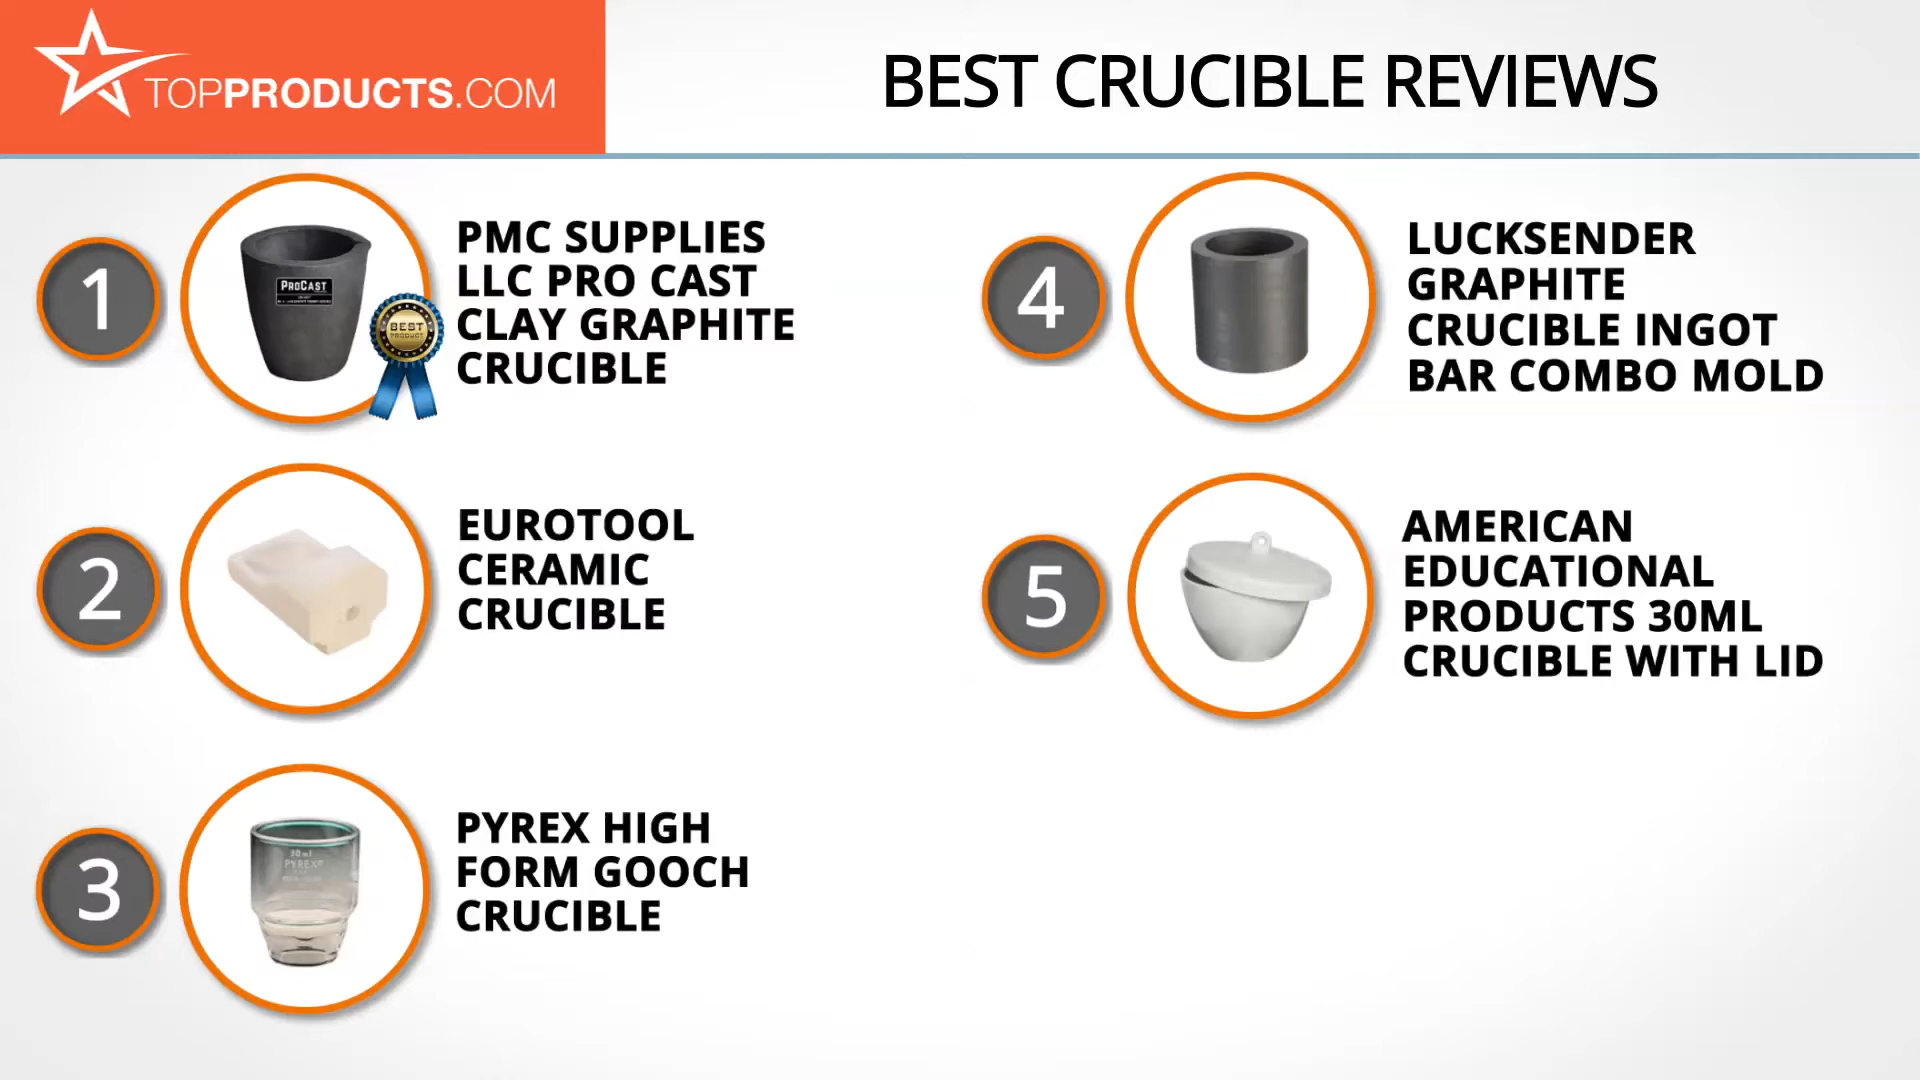 TOPPRODUCTS.COM
BEST CRUCIBLE REVIEWS
1
PROCAST
BEST
PRODUCT
PMC SUPPLIES
LLC PRO CAST
CLAY GRAPHITE
CRUCIBLE
2
EUROTOOL
CERAMIC
CRUCIBLE
3
30ml
PYREX
PYREX HIGH
FORM GOOCH
CRUCIBLE
4
LUCKSENDER
GRAPHITE
CRUCIBLE INGOT
BAR COMBO MOLD
5
AMERICAN
EDUCATIONAL
PRODUCTS 30ML
CRUCIBLE WITH LID